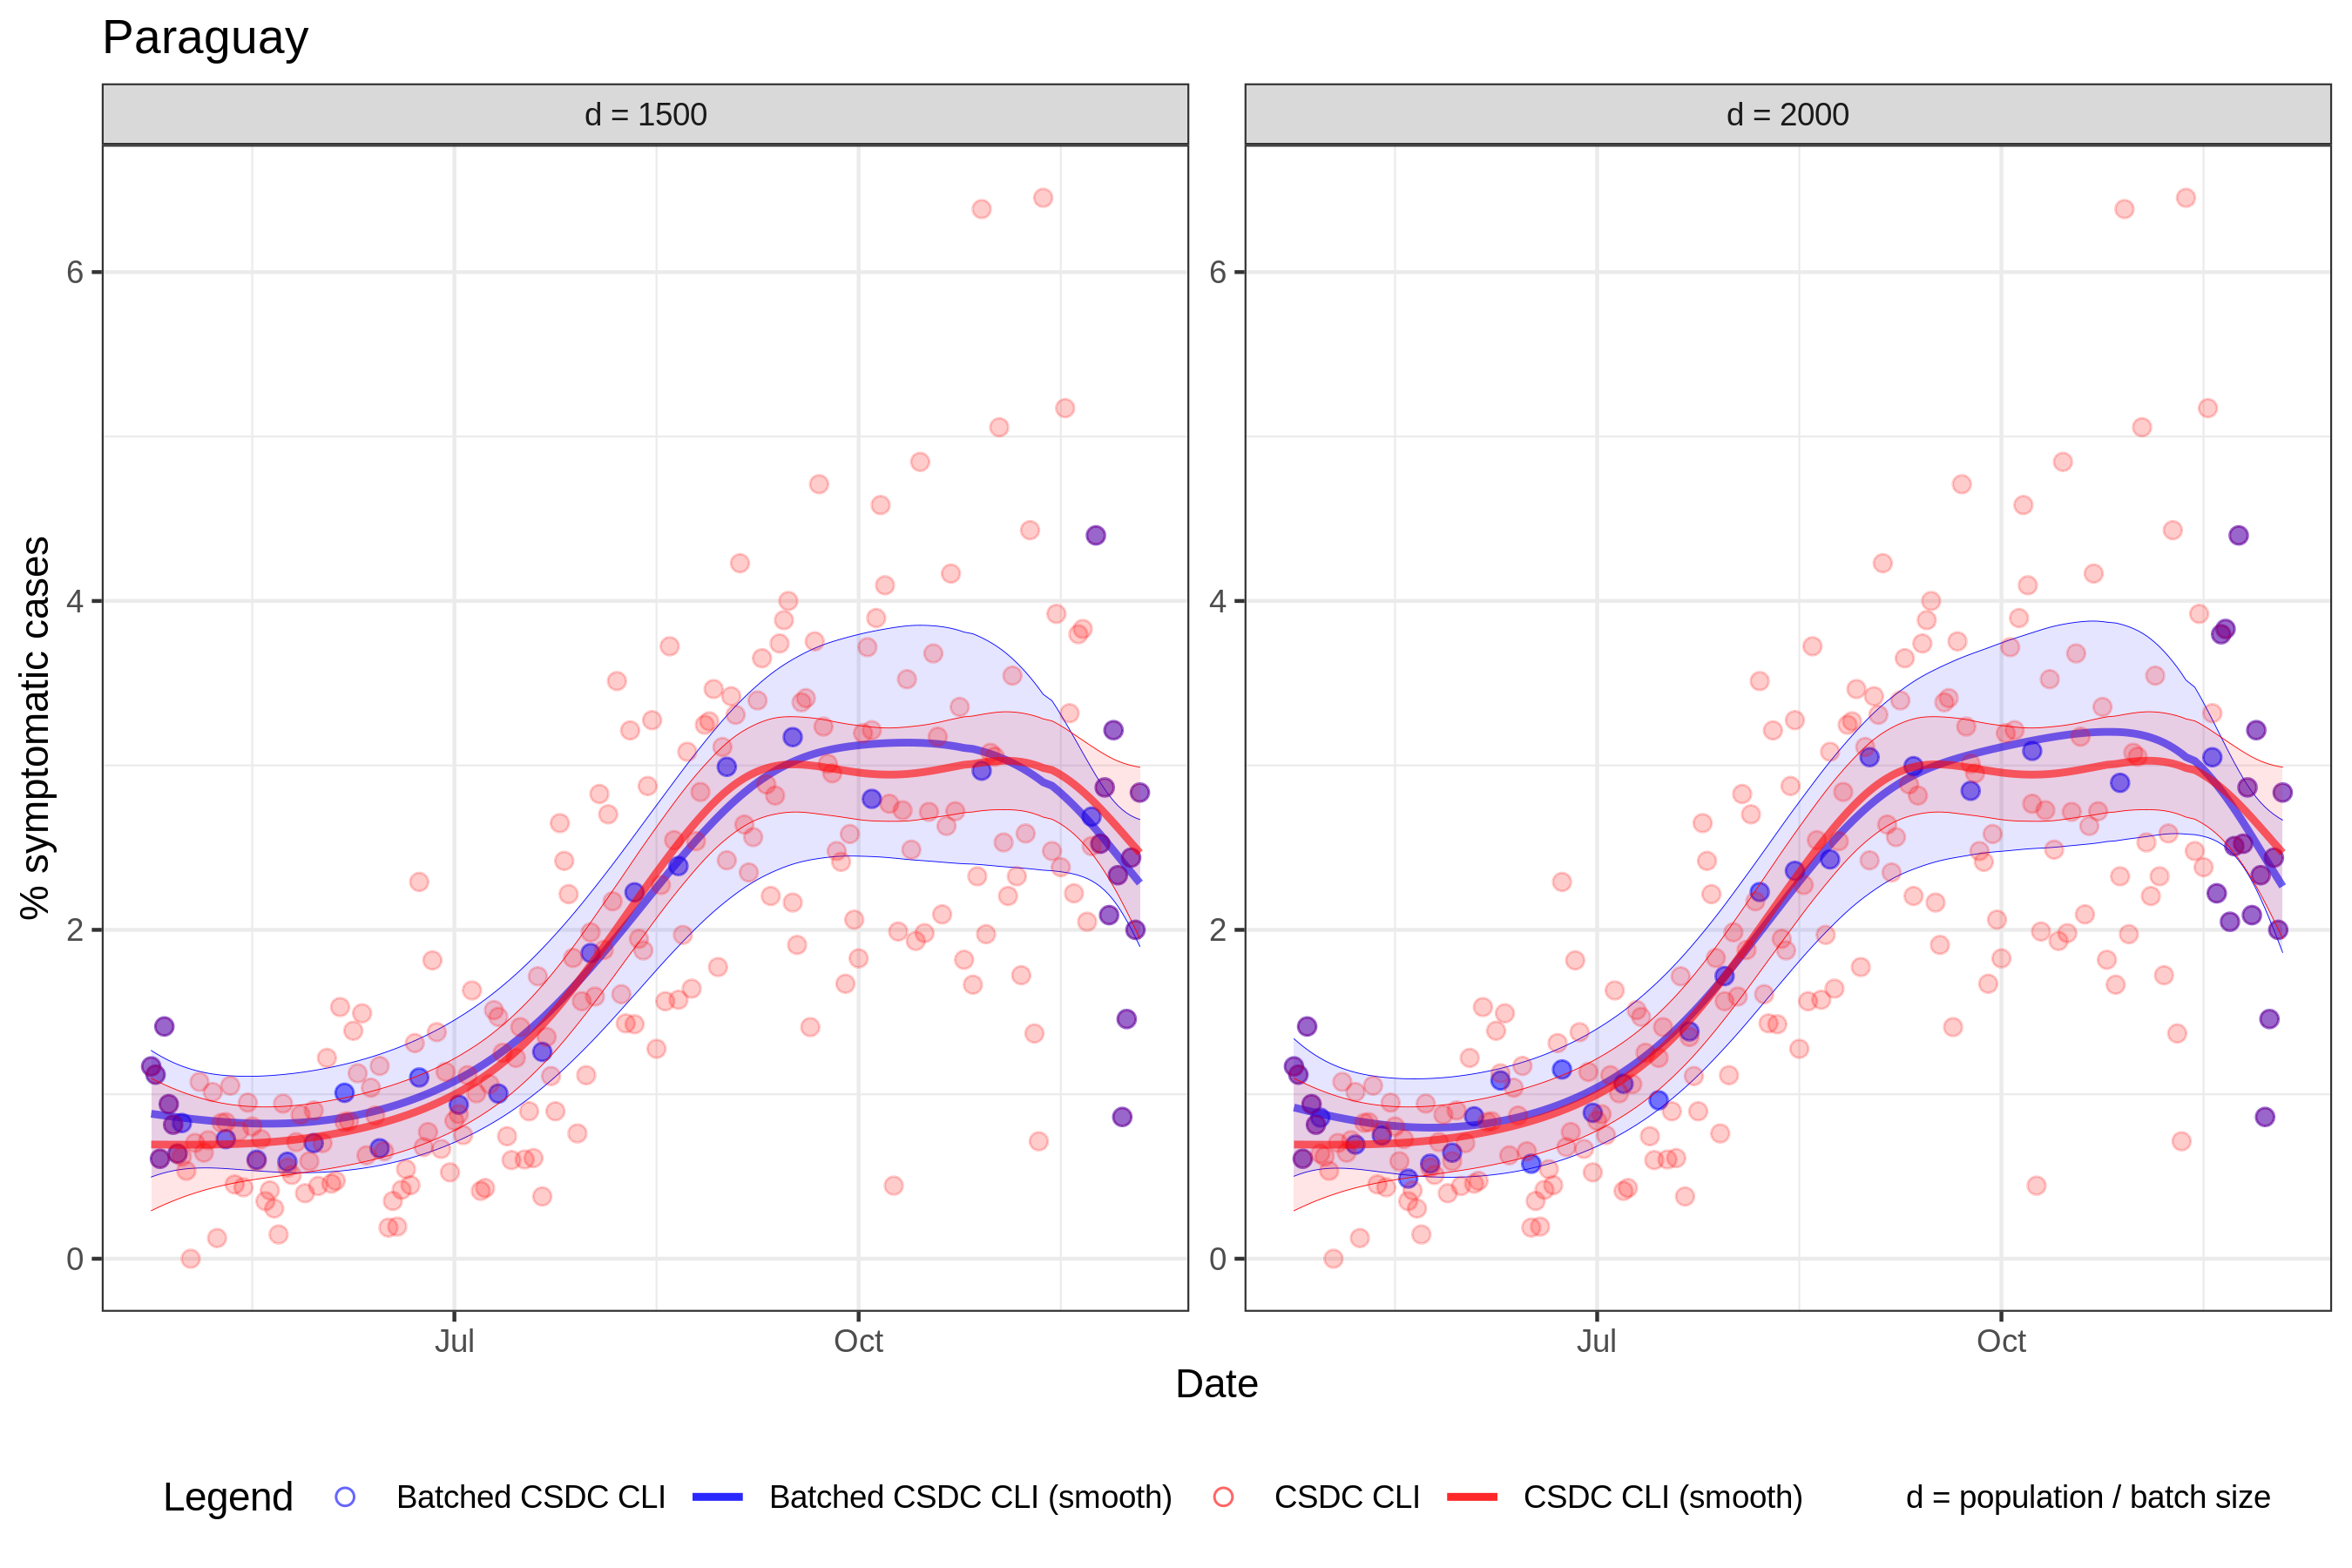 Paraguay
d = 1500
d = 2000
% symptomatic cases
6
4
2
0
6
4
2
0
Jul
Oct
Jul
Oct
Date
Legend
Batched CSDC CLI
Batched CSDC CLI (smooth)
CSDC CLI
CSDC CLI (smooth)
d = population / batch size